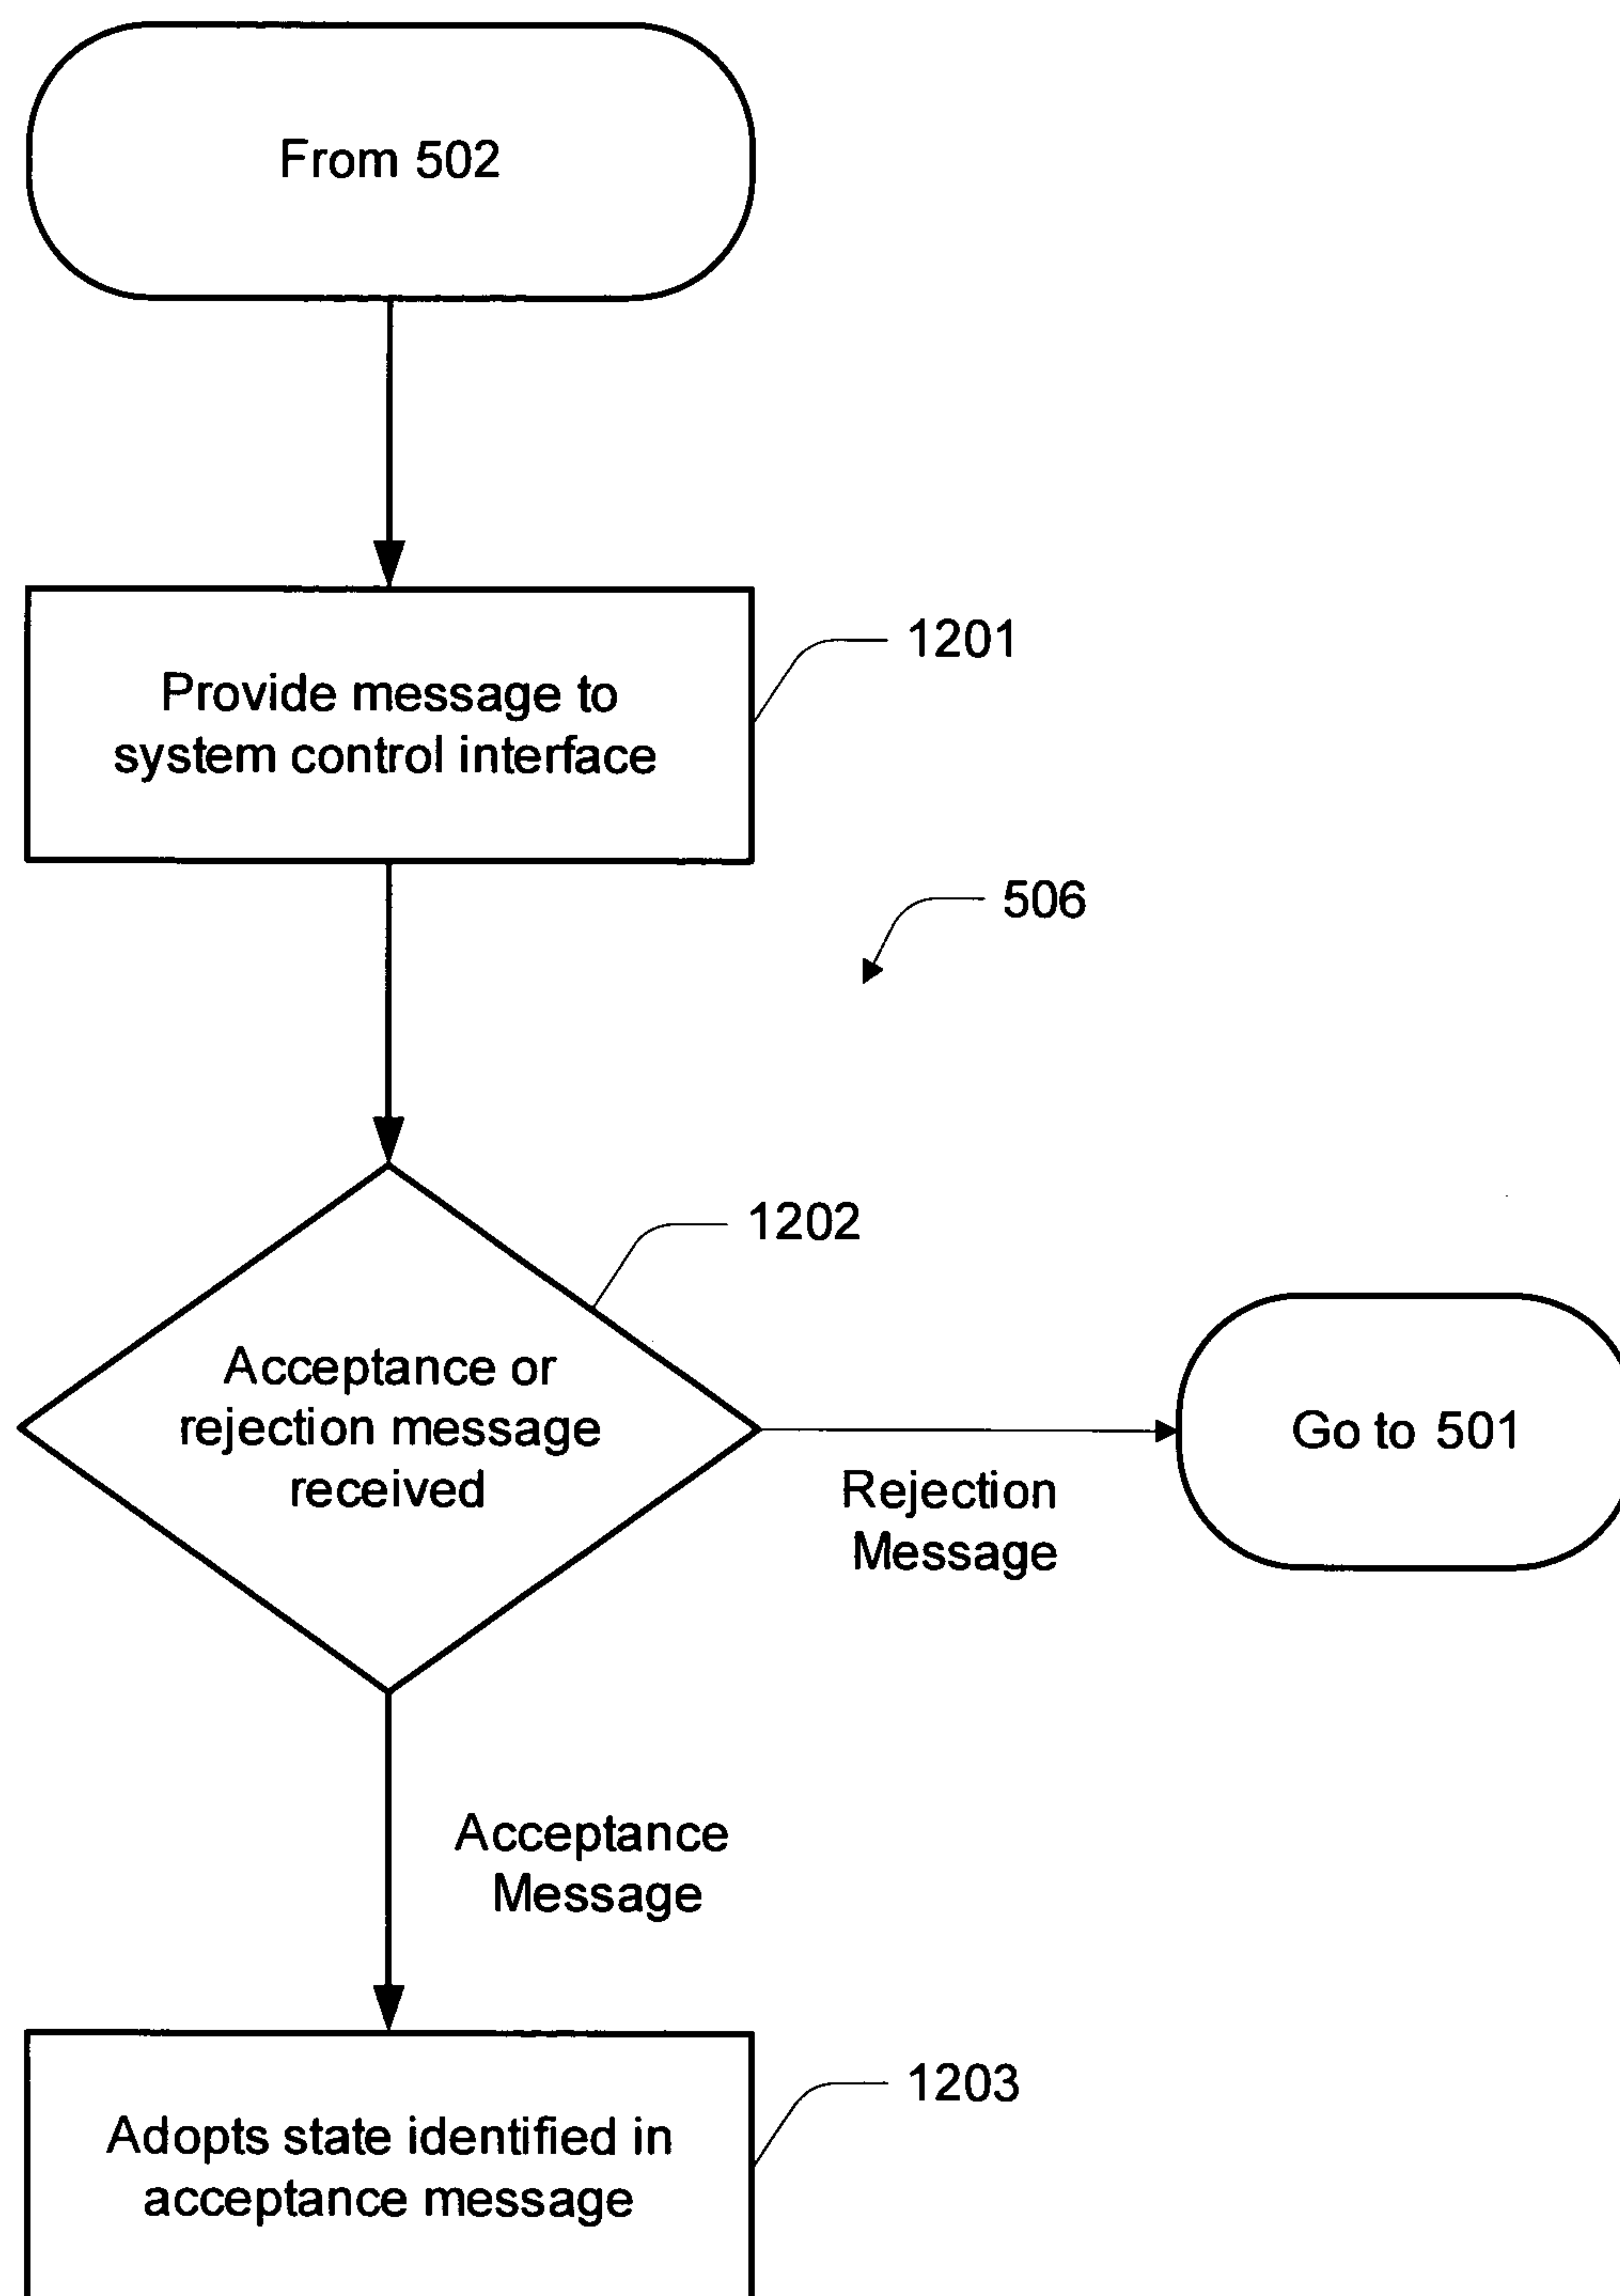 From 502
1201
Provide message to
system control interface
506
1202
Acceptance or
rejection message
received
Go to 501
Rejection
Message
Acceptance
Message
1203
Adopts state identified in
acceptance message